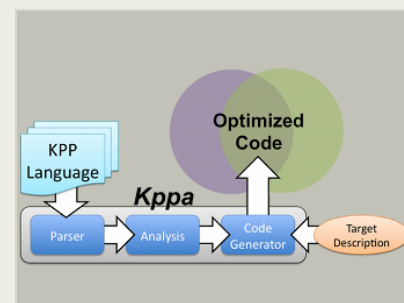 Optimized
Code
KPP
Language
Kppa
Parser
Analysis
Code
Generator
Target
Description